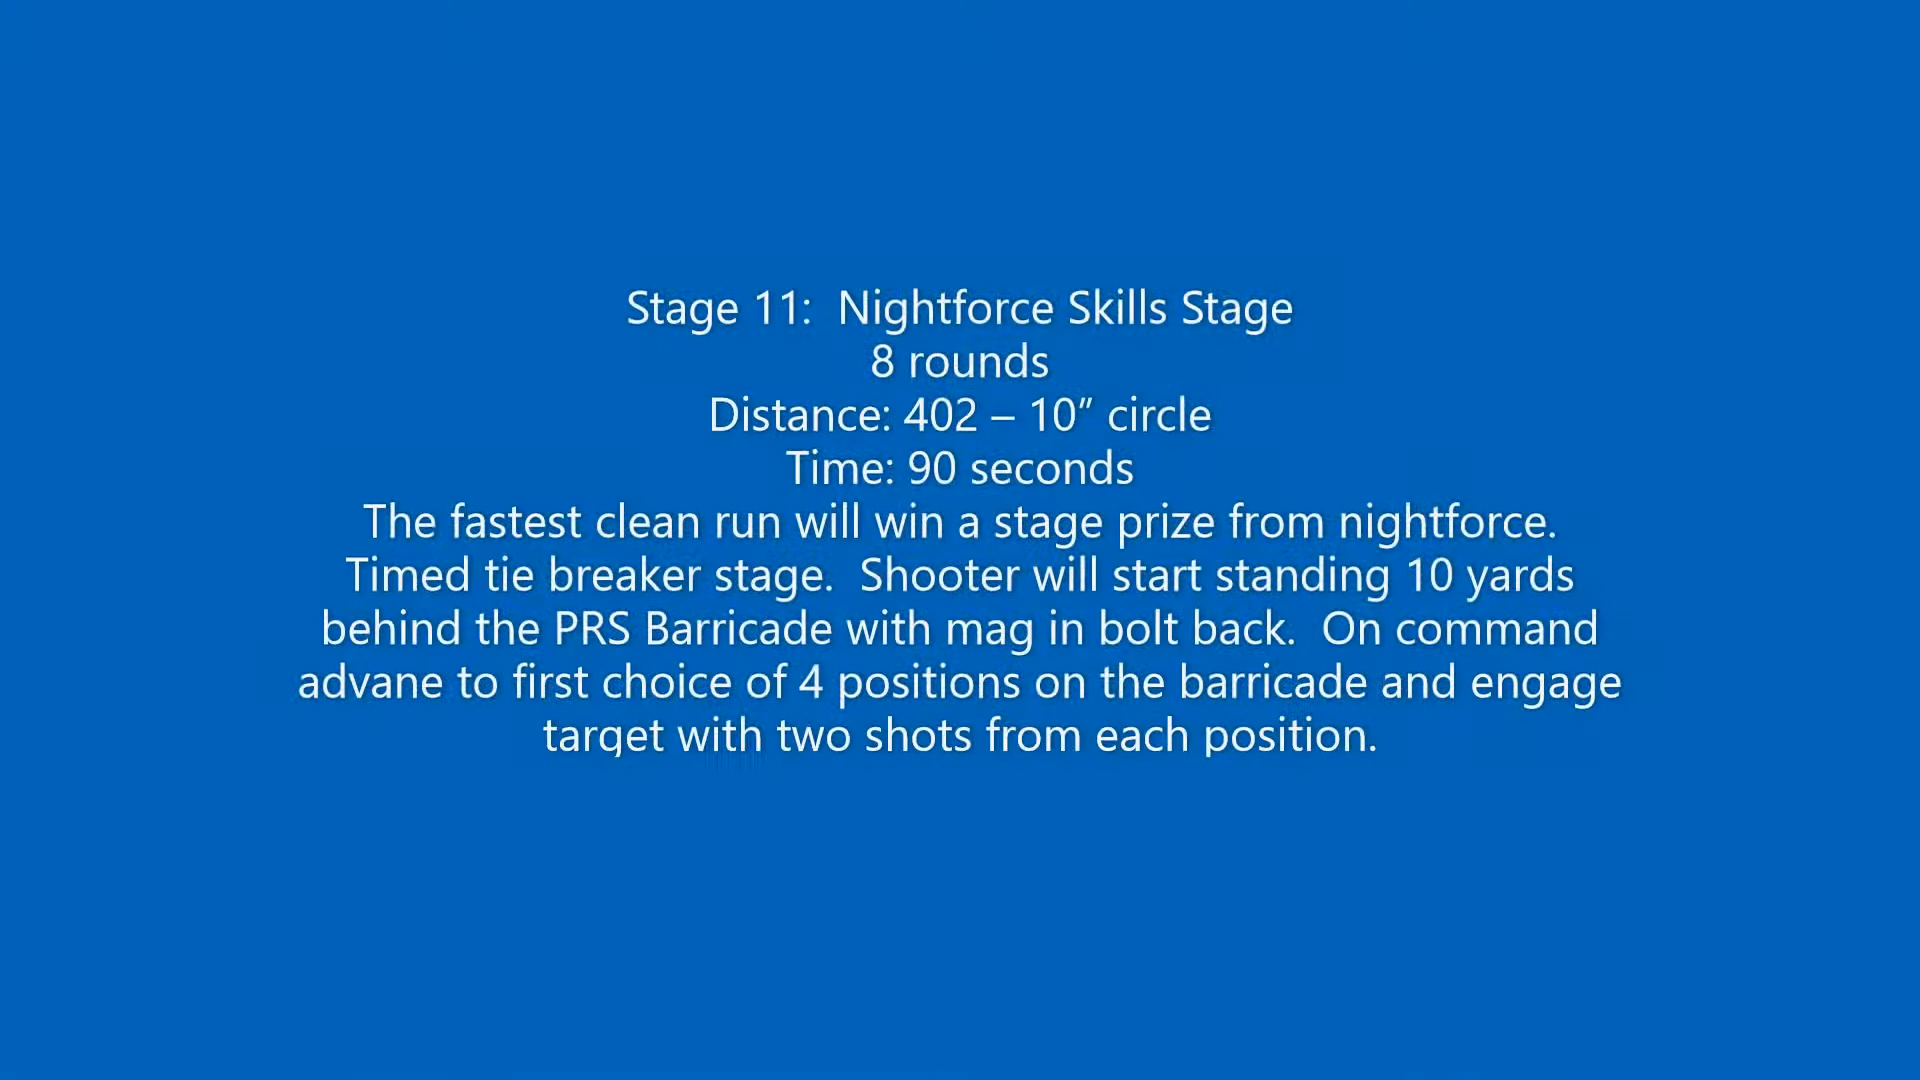 Stage 11:  Nightforce Skills Stage
8 rounds
Distance: 402 – 10” circle
Time: 90 seconds
The fastest clean run will win a stage prize from nightforce.
Timed tie breaker stage.  Shooter will start standing 10 yards
behind the PRS Barricade with mag in bolt back.  On command
advane to first choice of 4 positions on the barricade and engage
target with two shots from each position.